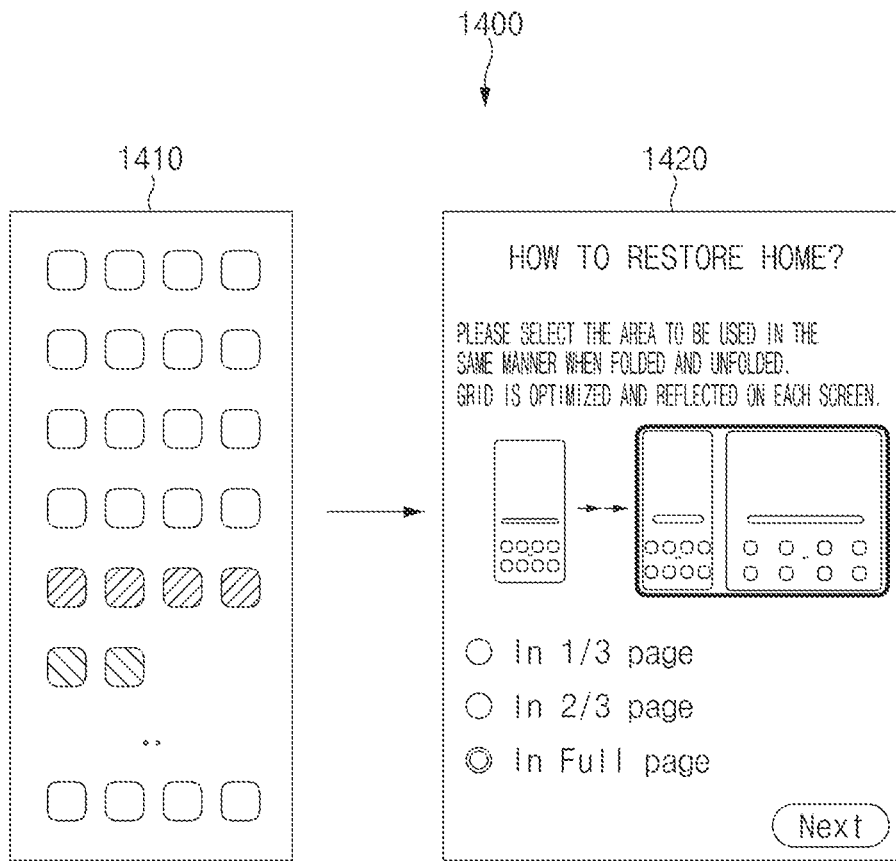 1400
1410
1420
HOW TO RESTORE HOME?
PLEASE SELECT THE AREA TO BE USED IN THE
SAME MANNER WHEN FOLDED AND UNFOLDED.
GRID IS OPTIMIZED AND REFLECTED ON EACH SCREEN.
In 1/3 page
In 2/3 page
In Full page
Next